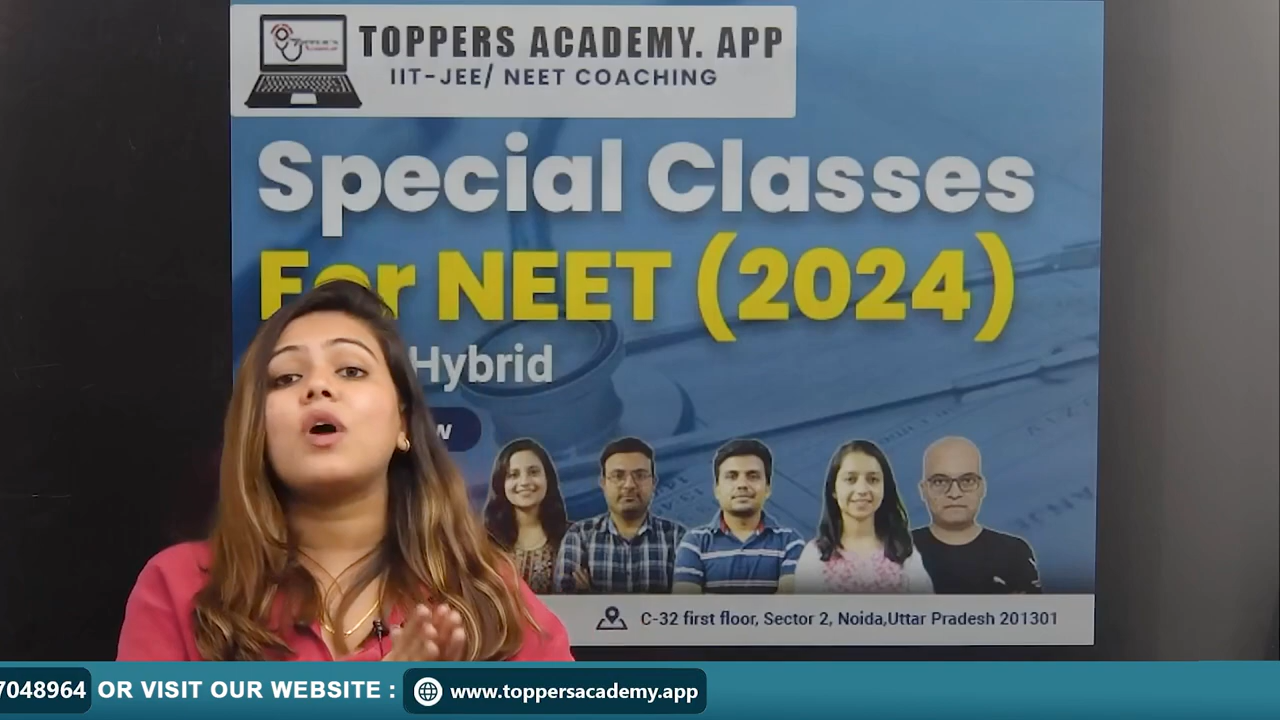 TOPPERS ACADEMY. APP
IIT-JEE/ NEET COACHING
Special Classes
For NEET (2024)
Hybrid
C-32 first floor, Sector 2, Noida,Uttar Pradesh 201301
7048964 OR VISIT OUR WEBSITE : www.toppersacademy.app